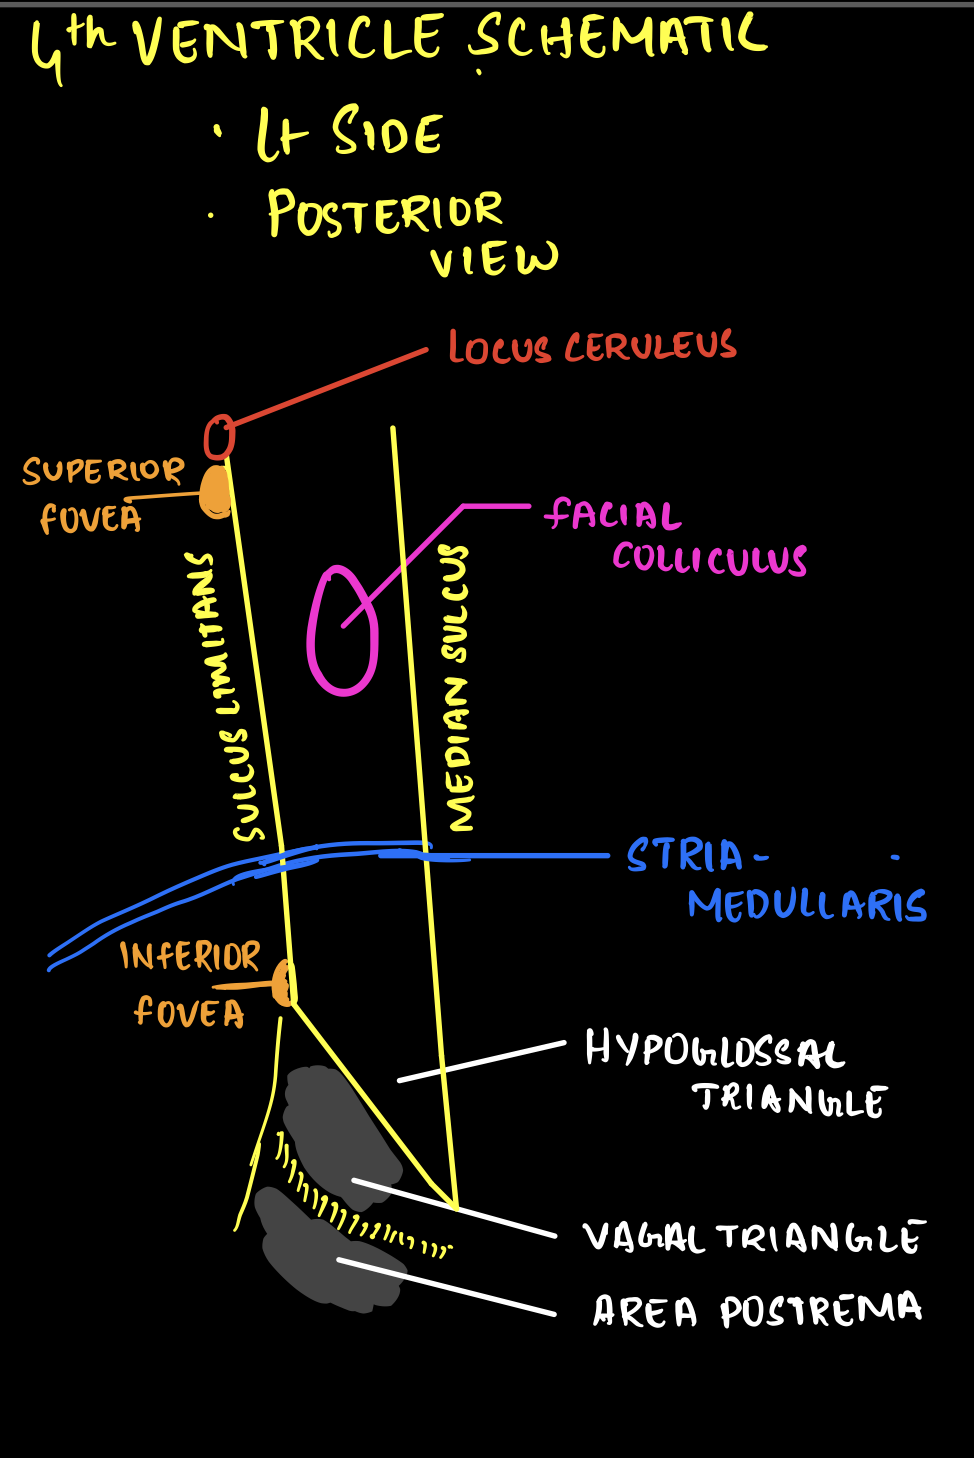 4th VENTRICLE SCHEMATIC
· Lt SIDE
· POSTERIOR
VIEW
LOCUS CERULEUS
SUPERIOR
FOVEA
FACIAL
COLLICULUS
SULCUS LIMITANS
MEDIAN SULCUS
STRIA-
MEDULLARIS
INFERIOR
FOVEA
HYPOGLOSSAL
TRIANGLE
VAGAL TRIANGLE
AREA POSTREMA